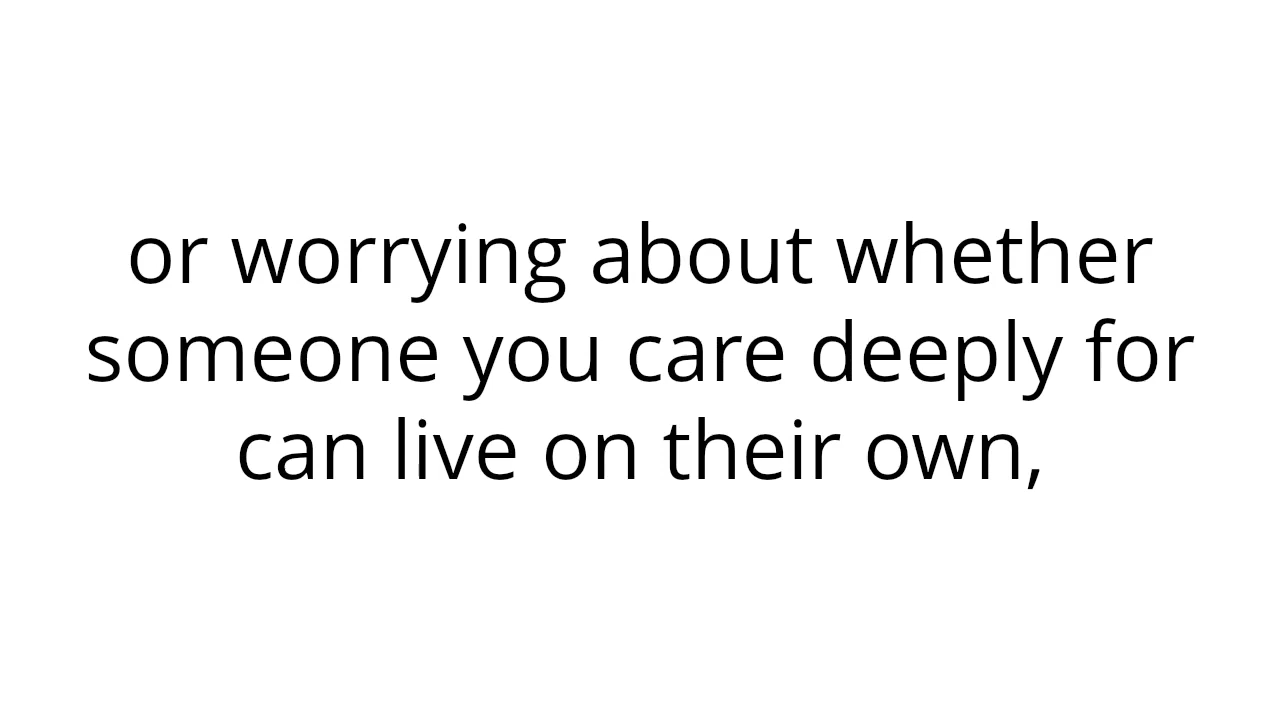 or worrying about whether
someone you care deeply for
can live on their own,